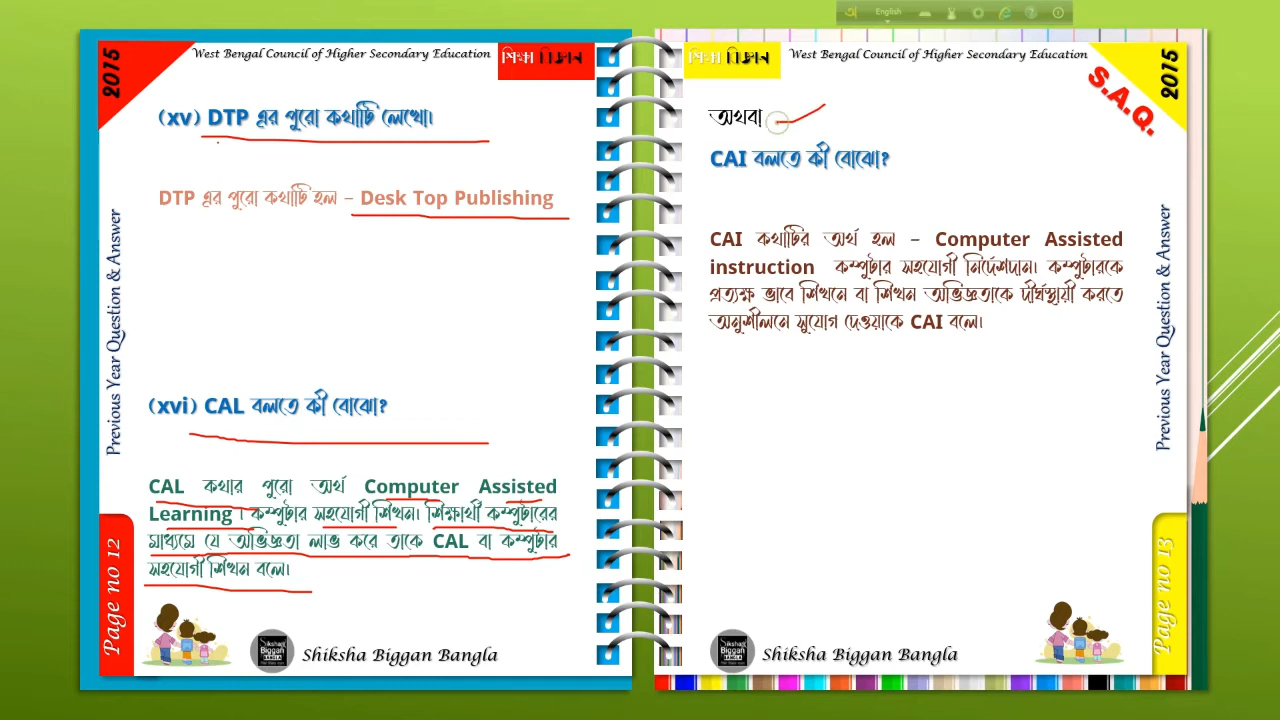 English
2015
West Bengal Council of Higher Secondary Education
শিক্ষা বিজ্ঞান
(xv) DTP এর পুরো কথাটি লেখো।
DTP এর পুরো কথাটি হল – Desk Top Publishing
(xvi) CAL বলতে কী বোঝো?
CAL কথার পুরো অর্থ Computer Assisted
Learning । কম্পুটার সহযোগী শিখন। শিক্ষার্থী কম্পুটারের
মাধ্যমে যে অভিজ্ঞতা লাভ করে তাকে CAL বা কম্পুটার
সহযোগী শিখন বলে।
Previous Year Question & Answer
Page no 12
Shiksha Biggan Bangla
শিক্ষা বিজ্ঞান
West Bengal Council of Higher Secondary Education
2015
S.A.Q.
অথবা
CAI বলতে কী বোঝো?
CAI কথাটির অর্থ হল – Computer Assisted
instruction কম্পুটার সহযোগী নির্দেশদান। কম্পুটারকে
প্রত্যক্ষ ভাবে শিখনে বা শিখন অভিজ্ঞতাকে দীর্ঘস্থায়ী করতে
অনুশীলনে সুযোগ দেওয়াকে CAI বলে।
Previous Year Question & Answer
Page no 13
Shiksha Biggan Bangla